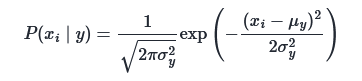 P(x_i | y) = \frac{1}{\sqrt{2\pi\sigma_y^2}} \exp\left(-\frac{(x_i - \mu_y)^2}{2\sigma_y^2}\right)